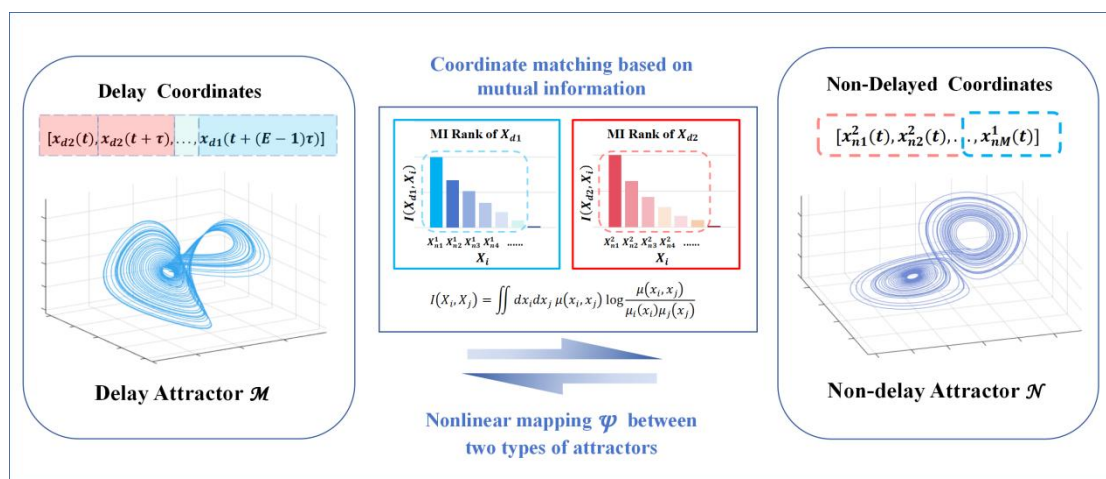 Delay Coordinates
[x_{d2}(t), x_{d2}(t + τ), . . . , x_{d1}(t + (E − 1)τ)]
Delay Attractor ℳ
Coordinate matching based on
mutual information
MI Rank of X_{d1}
I(X_{d1}, X_i)
X^1_{n1} X^1_{n2} X^1_{n3} X^1_{n4} ......
X_i
MI Rank of X_{d2}
I(X_{d2}, X_i)
X^2_{n1} X^2_{n2} X^2_{n3} X^2_{n4} ......
X_i
I(X_i, X_j) = ∬ dx_i dx_j μ(x_i, x_j) log μ(x_i, x_j) / μ_i(x_i)μ_j(x_j)
Nonlinear mapping ψ between
two types of attractors
Non-Delayed Coordinates
[x^2_{n1}(t), x^2_{n2}(t), . . . , x^1_{nM}(t)]
Non-delay Attractor 𝒩